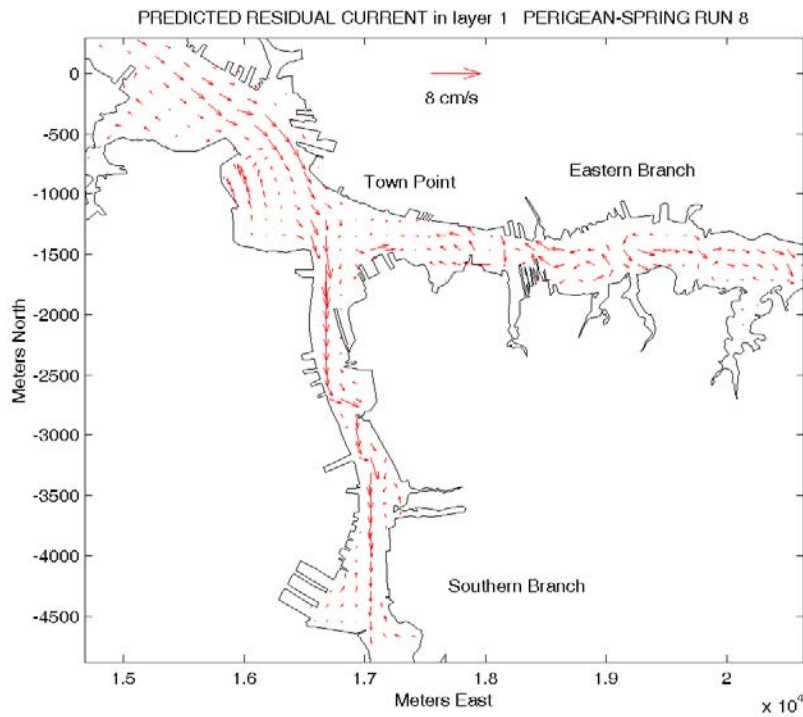 PREDICTED RESIDUAL CURRENT in layer 1 PERIGEAN-SPRING RUN 8
0
8 cm/s
-500
Town Point
Eastern Branch
-1000
-1500
-2000
Meters North
-2500
-3000
-3500
-4000
Southern Branch
-4500
1.5 1.6 1.7 1.8 1.9 2
Meters East
x 10⁴